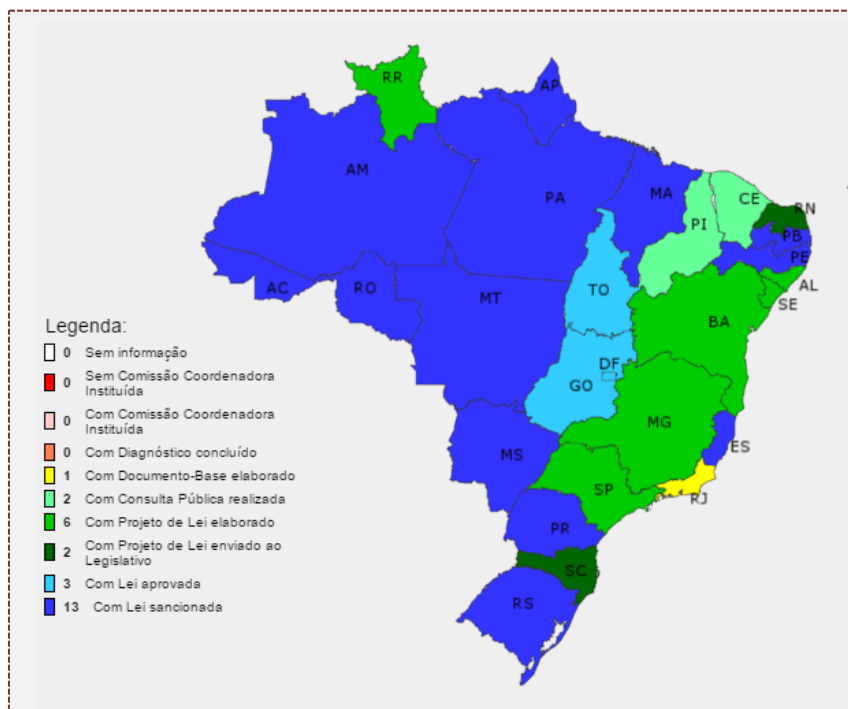 RR
AP
AM
PA
MA
CE
RN
PI
PB
PE
AC
RO
MT
TO
AL
SE
BA
DF
GO
MG
ES
MS
SP
RJ
PR
SC
RS
Legenda:
0 Sem informação
0 Sem Comissão Coordenadora
Instituída
0 Com Comissão Coordenadora
Instituída
0 Com Diagnóstico concluído
1 Com Documento-Base elaborado
2 Com Consulta Pública realizada
6 Com Projeto de Lei elaborado
2 Com Projeto de Lei enviado ao
Legislativo
3 Com Lei aprovada
13 Com Lei sancionada